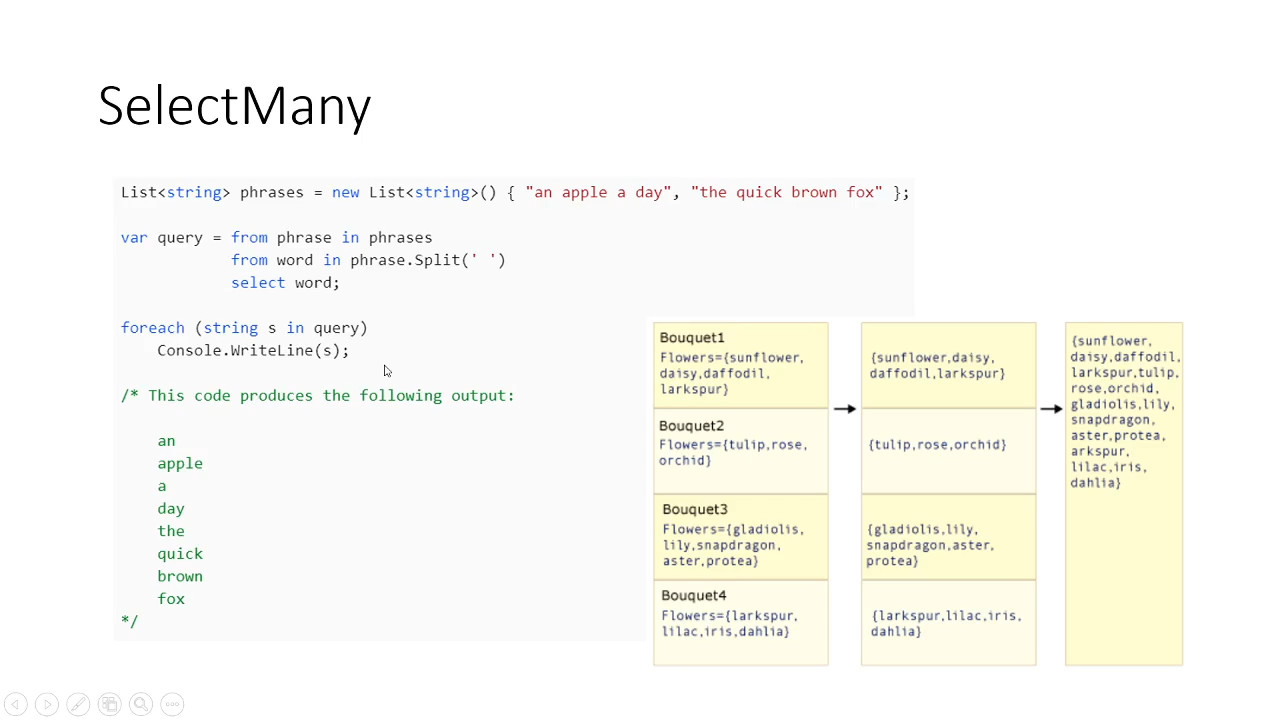 SelectMany
List<string> phrases = new List<string>() { "an apple a day", "the quick brown fox" };
var query = from phrase in phrases
from word in phrase.Split(' ')
select word;
foreach (string s in query)
Console.WriteLine(s);
/* This code produces the following output:
an
apple
a
day
the
quick
brown
fox
*/
Bouquet1
Flowers={sunflower,
daisy,daffodil,
larkspur}
Bouquet2
Flowers={tulip,rose,
orchid}
Bouquet3
Flowers={gladiolis,
lily,snapdragon,
aster,protea}
Bouquet4
Flowers={larkspur,
lilac,iris,dahlia}
{sunflower,daisy,
daffodil,larkspur}
{tulip,rose,orchid}
{gladiolis,lily,
snapdragon,aster,
protea}
{larkspur,lilac,iris,
dahlia}
{sunflower,
daisy,daffodil,
larkspur,tulip,
rose,orchid,
gladiolis,lily,
snapdragon,
aster,protea,
arkspur,
lilac,iris,
dahlia}